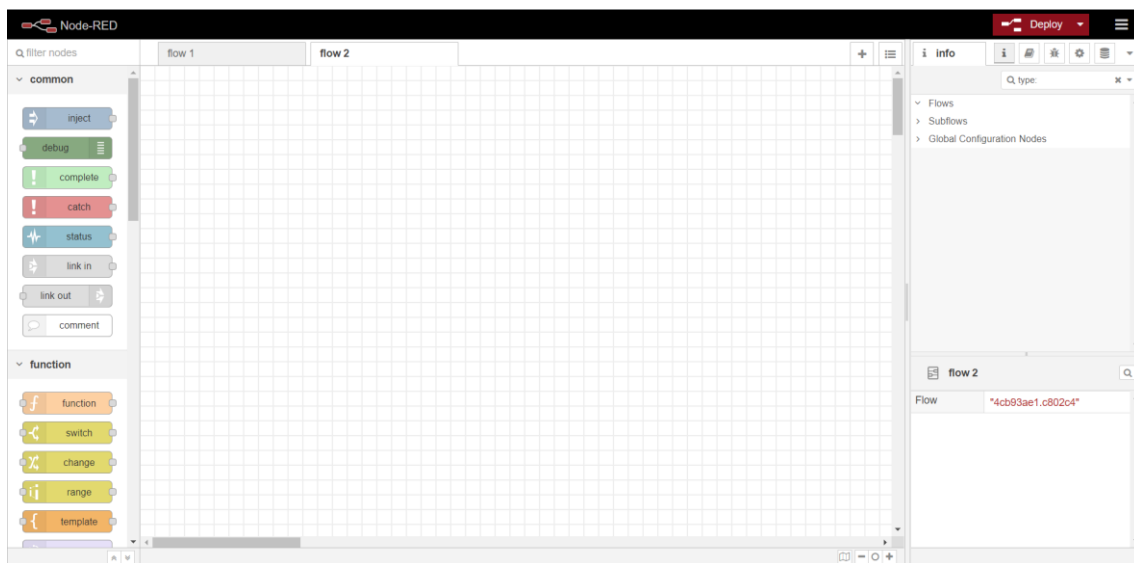 Node-RED
Deploy
filter nodes
flow 1
flow 2
i info
i
type:
common
inject
debug
complete
catch
status
link in
link out
comment
function
function
switch
change
range
template
Flows
Subflows
Global Configuration Nodes
flow 2
Flow "4cb93ae1.c802c4"